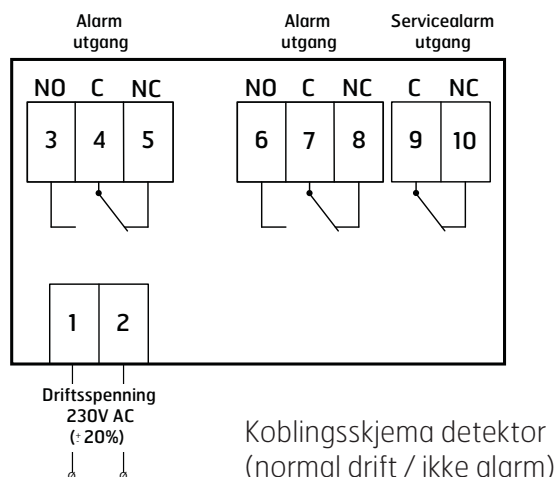 Alarm
utgang
Alarm
utgang
Servicealarm
utgang
NO C NC
NO C NC
C NC
3 4 5
6 7 8
9 10
1 2
Driftsspenning
230V AC
(±20%)
Koblingsskjema detektor
(normal drift / ikke alarm)